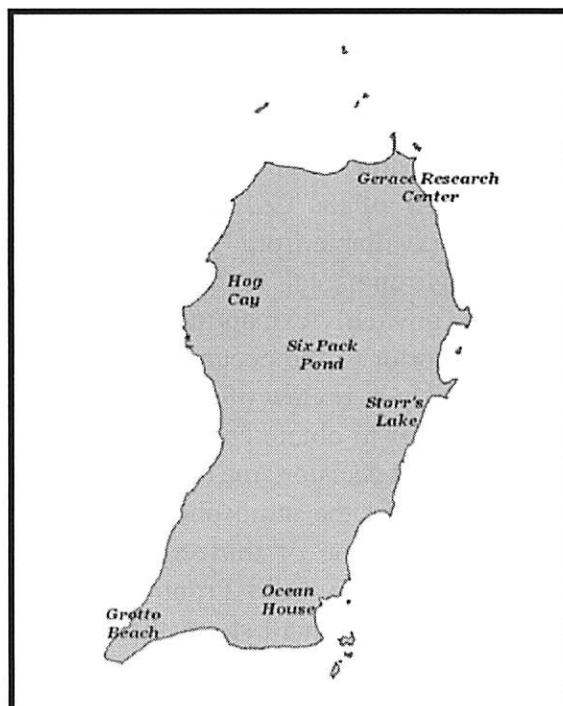 Gerace Research
Center
Hog
Cay
Six Pack
Pond
Storr's
Lake
Ocean
House
Grotto
Beach